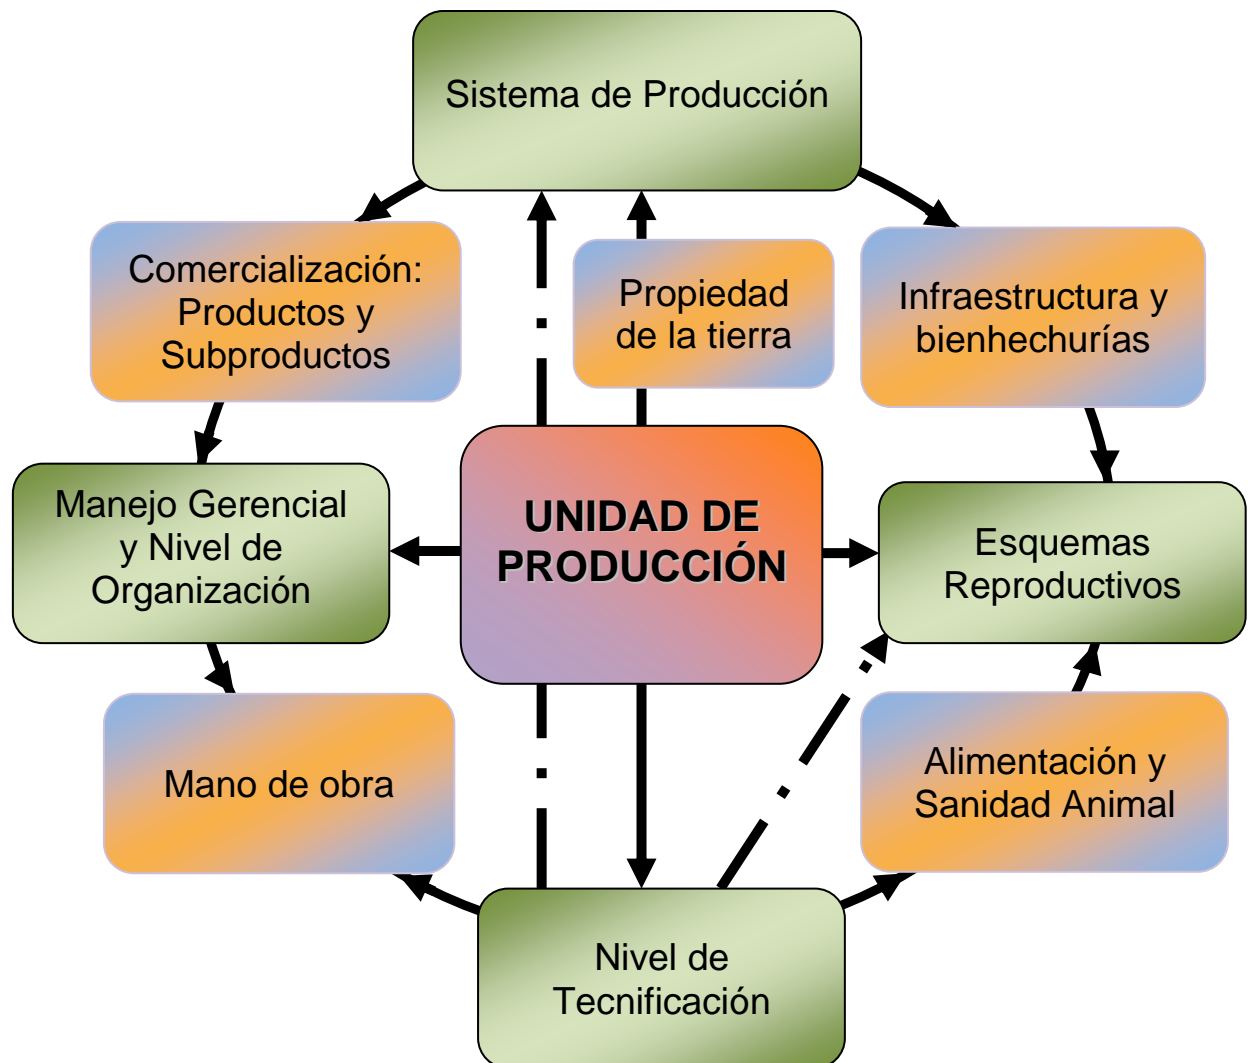 Sistema de Producción
Comercialización:
Productos y
Subproductos
Propiedad
de la tierra
Infraestructura y
bienhechurías
Manejo Gerencial
y Nivel de
Organización
UNIDAD DE
PRODUCCIÓN
Esquemas
Reproductivos
Mano de obra
Alimentación y
Sanidad Animal
Nivel de
Tecnificación